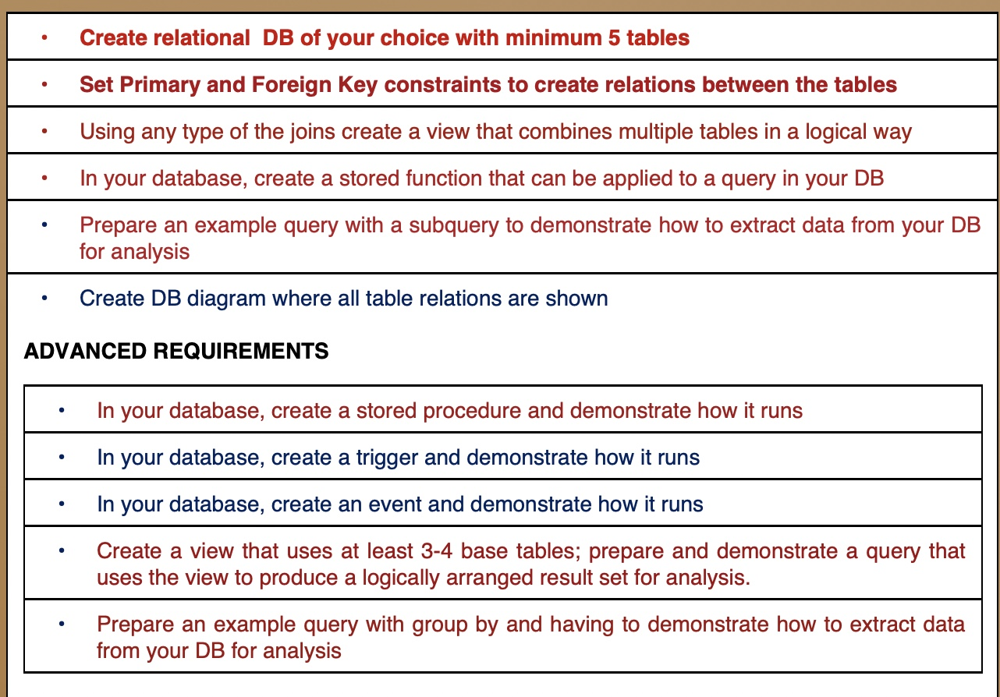 • Create relational  DB of your choice with minimum 5 tables
• Set Primary and Foreign Key constraints to create relations between the tables
• Using any type of the joins create a view that combines multiple tables in a logical way
• In your database, create a stored function that can be applied to a query in your DB
• Prepare an example query with a subquery to demonstrate how to extract data from your DB
for analysis
• Create DB diagram where all table relations are shown
ADVANCED REQUIREMENTS
• In your database, create a stored procedure and demonstrate how it runs
• In your database, create a trigger and demonstrate how it runs
• In your database, create an event and demonstrate how it runs
• Create a view that uses at least 3-4 base tables; prepare and demonstrate a query that
uses the view to produce a logically arranged result set for analysis.
• Prepare an example query with group by and having to demonstrate how to extract data
from your DB for analysis